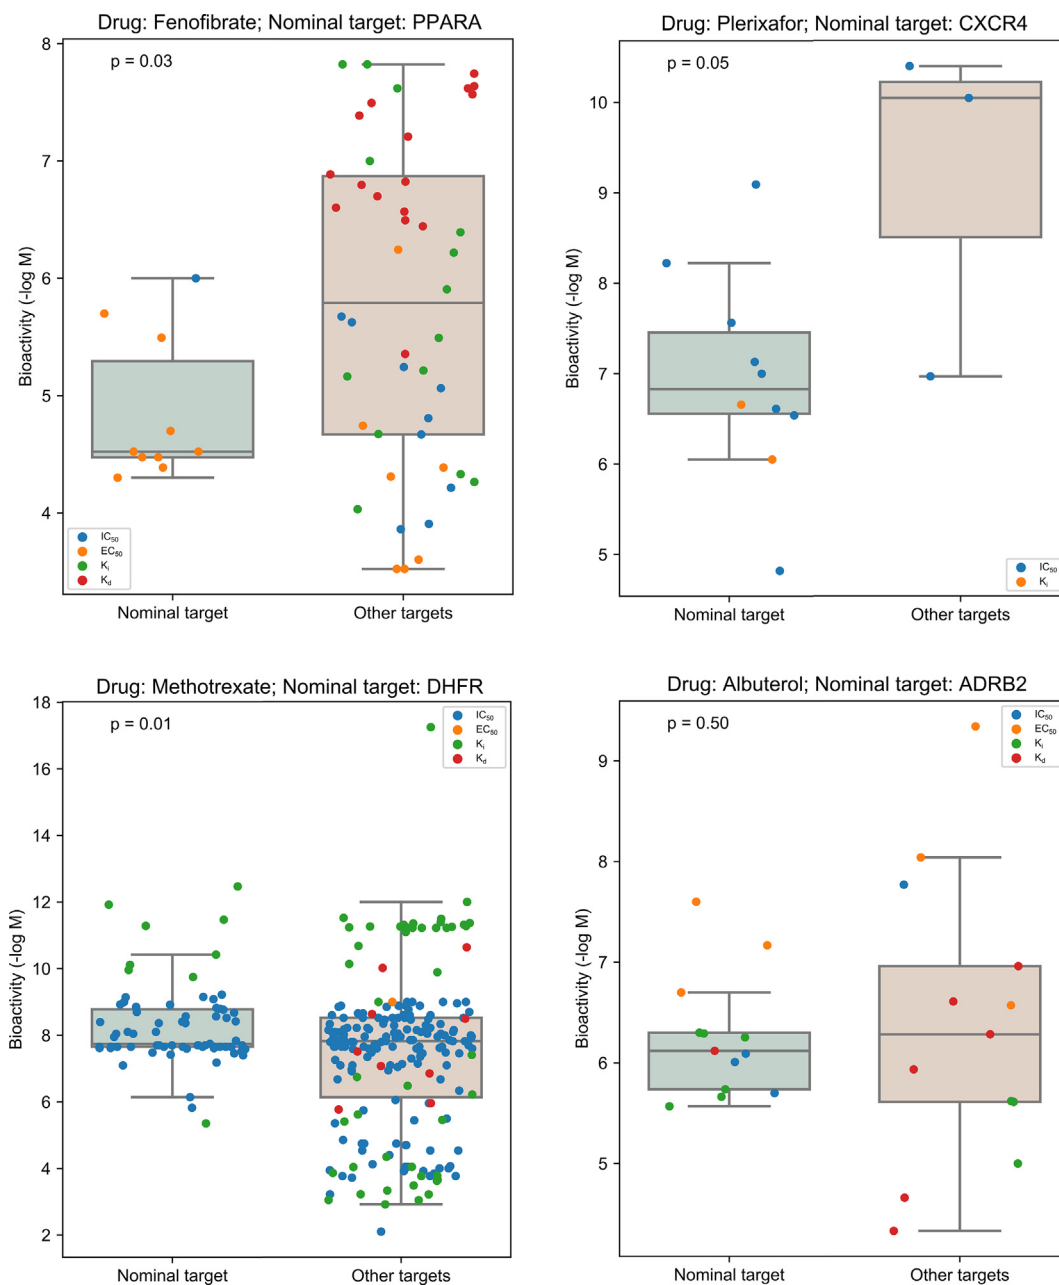 Drug: Fenofibrate; Nominal target: PPARA
p = 0.03
Bioactivity (-log M)
8
7
6
5
4
IC50
EC50
Ki
Kd
Nominal target
Other targets
Drug: Plerixafor; Nominal target: CXCR4
p = 0.05
Bioactivity (-log M)
10
9
8
7
6
5
IC50
Ki
Nominal target
Other targets
Drug: Methotrexate; Nominal target: DHFR
p = 0.01
Bioactivity (-log M)
18
16
14
12
10
8
6
4
2
IC50
EC50
Ki
Kd
Nominal target
Other targets
Drug: Albuterol; Nominal target: ADRB2
p = 0.50
Bioactivity (-log M)
9
8
7
6
5
IC50
EC50
Ki
Kd
Nominal target
Other targets